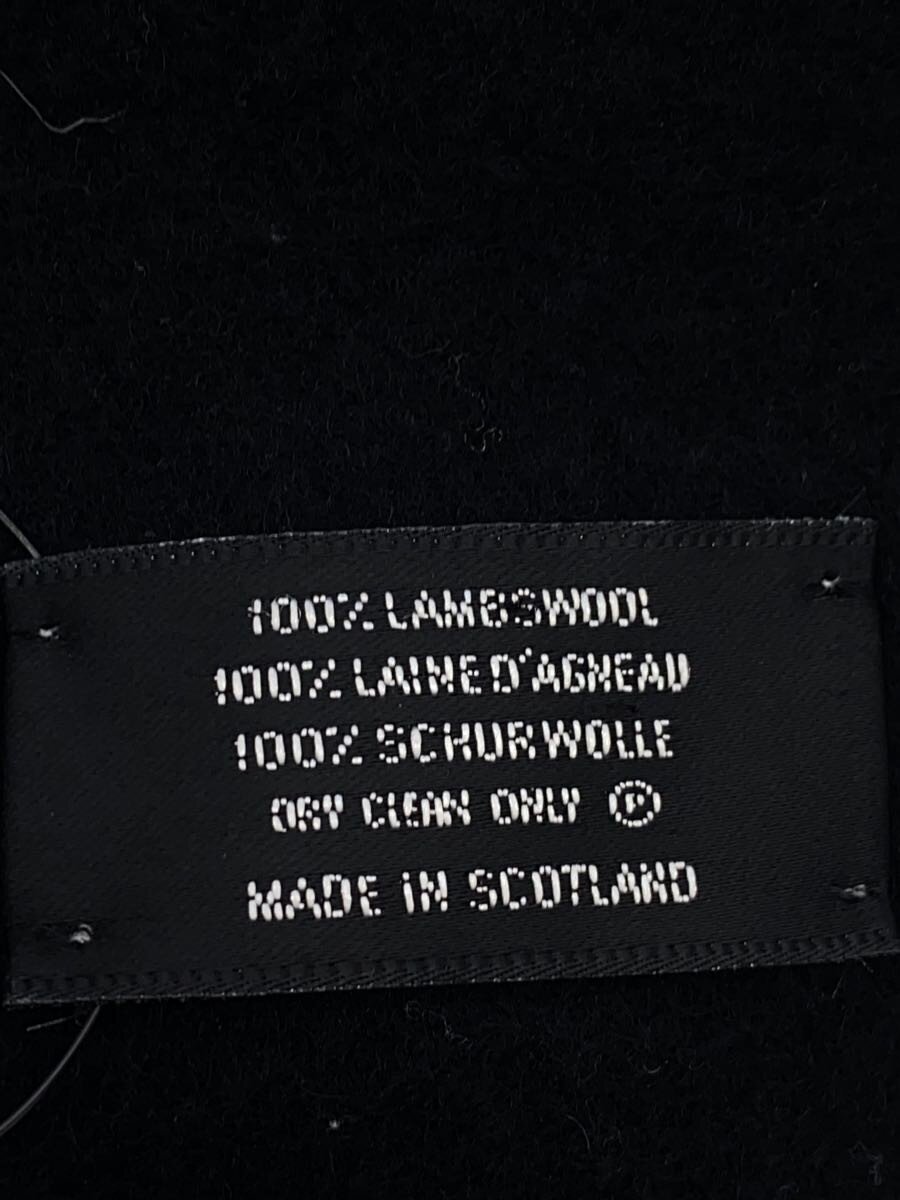 100% LAMBSWOOL
100% LAINE D'AGNEAU
100% SCHURWOLLE
DRY CLEAN ONLY Ⓟ
MADE IN SCOTLAND